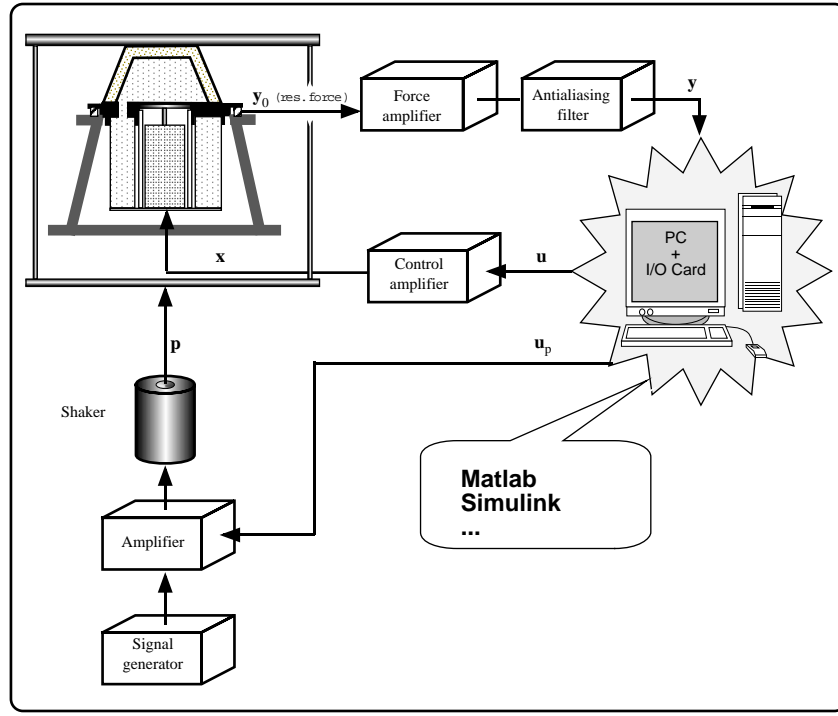 y0 (res.force)
Force
amplifier
Antialiasing
filter
y
PC
+
I/O Card
x
Control
amplifier
u
p
up
Shaker
Matlab
Simulink
...
Amplifier
Signal
generator